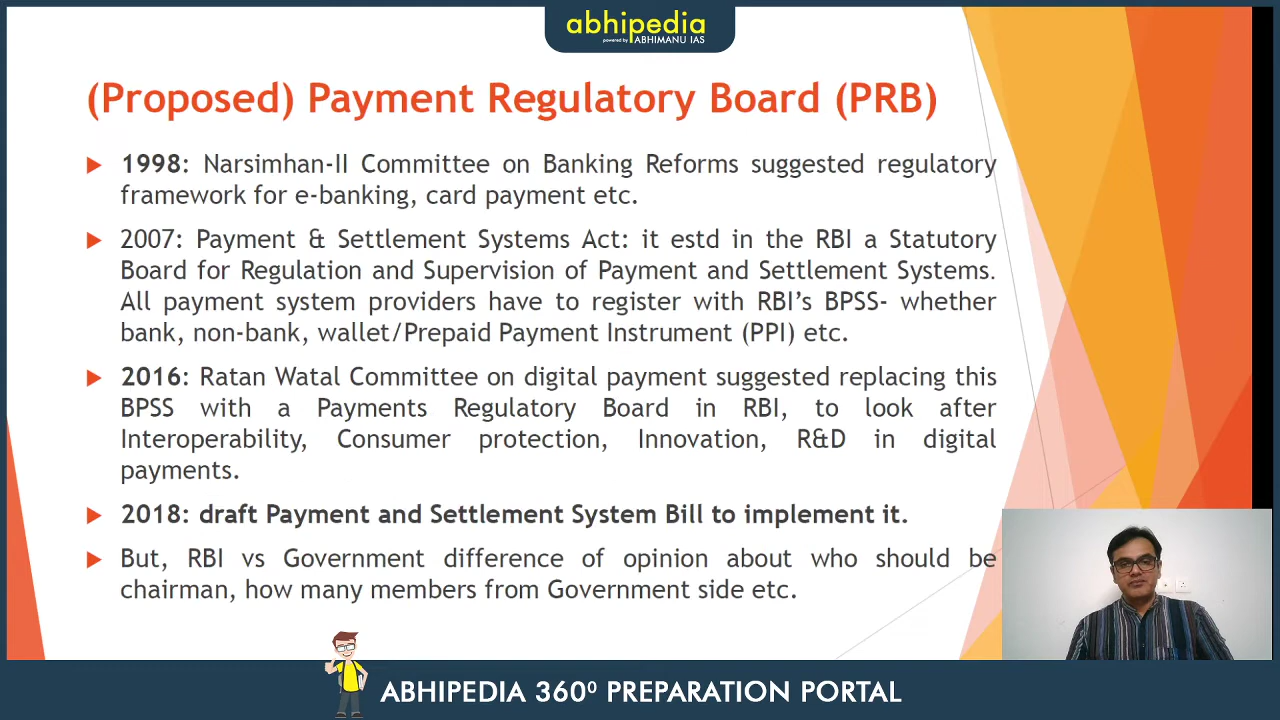 abhipedia
powered by ABHIMANU IAS
(Proposed) Payment Regulatory Board (PRB)
1998: Narsimhan-II Committee on Banking Reforms suggested regulatory
framework for e-banking, card payment etc.
2007: Payment & Settlement Systems Act: it estd in the RBI a Statutory
Board for Regulation and Supervision of Payment and Settlement Systems.
All payment system providers have to register with RBI’s BPSS- whether
bank, non-bank, wallet/Prepaid Payment Instrument (PPI) etc.
2016: Ratan Watal Committee on digital payment suggested replacing this
BPSS with a Payments Regulatory Board in RBI, to look after
Interoperability, Consumer protection, Innovation, R&D in digital
payments.
2018: draft Payment and Settlement System Bill to implement it.
But, RBI vs Government difference of opinion about who should be
chairman, how many members from Government side etc.
ABHIPEDIA 360⁰ PREPARATION PORTAL